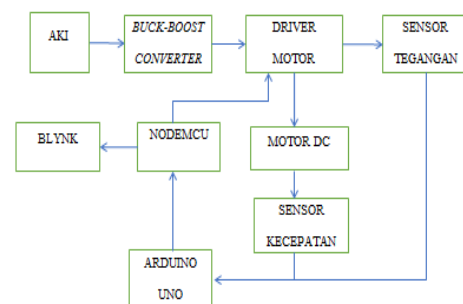 AKI
BUCK-BOOST
CONVERTER
DRIVER
MOTOR
SENSOR
TEGANGAN
BLYNK
NODEMCU
MOTOR DC
SENSOR
KECEPATAN
ARDUINO
UNO